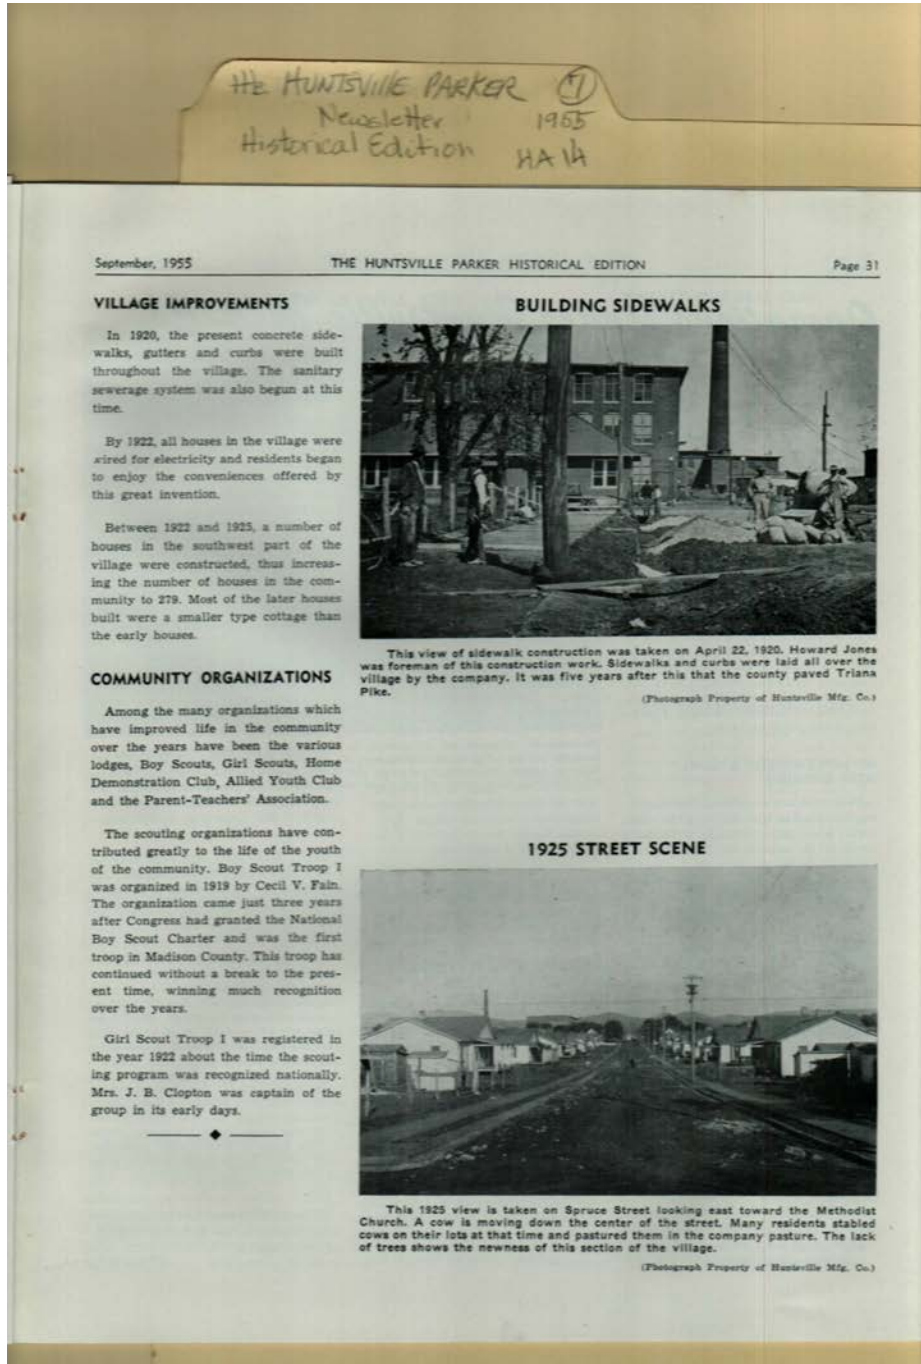 tHE HUNTSVIllE PARKER 7
Newsletter 1955
Historical Edition HA 14
September, 1955 THE HUNTSVILLE PARKER HISTORICAL EDITION Page 31
VILLAGE IMPROVEMENTS
In 1920, the present concrete side-
walks, gutters and curbs were built
throughout the village. The sanitary
sewerage system was also begun at this
time.
By 1922, all houses in the village were
wired for electricity and residents began
to enjoy the conveniences offered by
this great invention.
Between 1922 and 1925, a number of
houses in the southwest part of the
village were constructed, thus increas-
ing the number of houses in the com-
munity to 279. Most of the later houses
built were a smaller type cottage than
the early houses.
COMMUNITY ORGANIZATIONS
Among the many organizations which
have improved life in the community
over the years have been the various
lodges, Boy Scouts, Girl Scouts, Home
Demonstration Club, Allied Youth Club
and the Parent-Teachers' Association.
The scouting organizations have con-
tributed greatly to the life of the youth
of the community. Boy Scout Troop I
was organized in 1919 by Cecil V. Fain.
The organization came just three years
after Congress had granted the National
Boy Scout Charter and was the first
troop in Madison County. This troop has
continued without a break to the pres-
ent time, winning much recognition
over the years.
Girl Scout Troop I was registered in
the year 1922 about the time the scout-
ing program was recognized nationally.
Mrs. J. B. Clopton was captain of the
group in its early days.
BUILDING SIDEWALKS
This view of sidewalk construction was taken on April 22, 1920. Howard Jones
was foreman of this construction work. Sidewalks and curbs were laid all over the
village by the company. It was five years after this that the county paved Triana
Pike.
(Photograph Property of Huntsville Mfg. Co.)
1925 STREET SCENE
This 1925 view is taken on Spruce Street looking east toward the Methodist
Church. A cow is moving down the center of the street. Many residents stabled
cows on their lots at that time and pastured them in the company pasture. The lack
of trees shows the newness of this section of the village.
(Photograph Property of Huntsville Mfg. Co.)